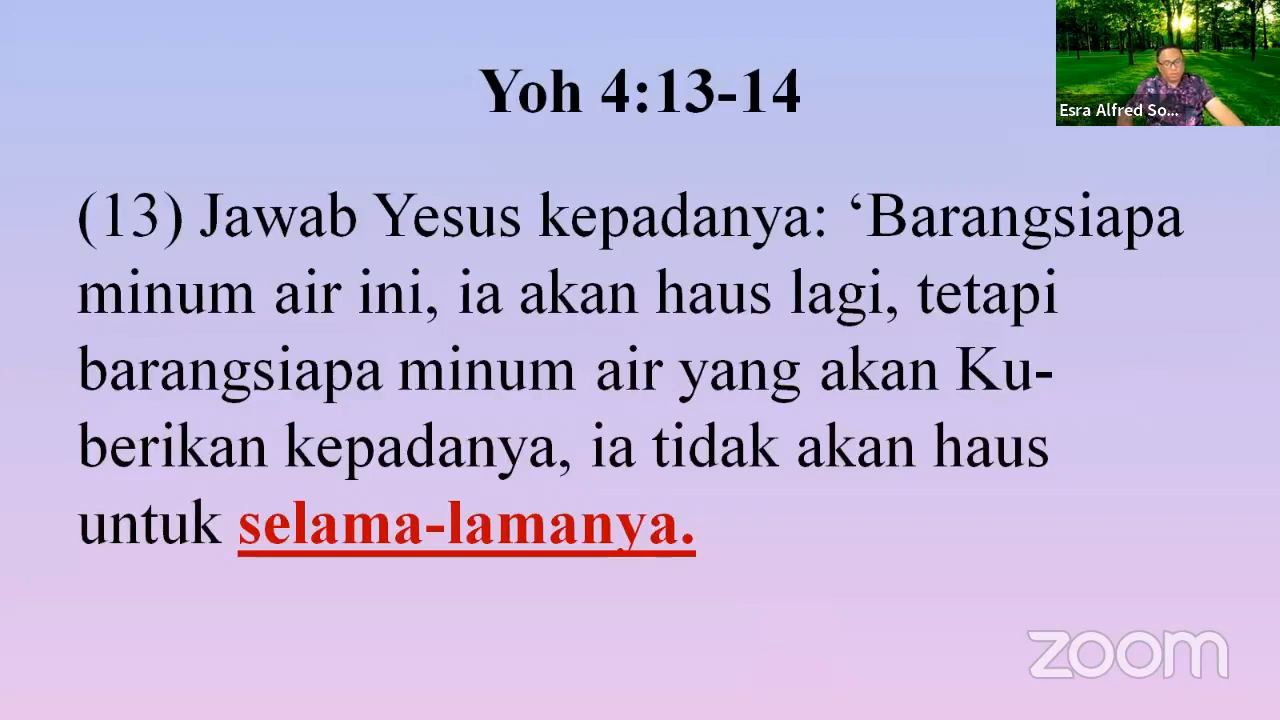 Yoh 4:13-14
Esra Alfred So...
(13) Jawab Yesus kepadanya: ‘Barangsiapa
minum air ini, ia akan haus lagi, tetapi
barangsiapa minum air yang akan Ku-
berikan kepadanya, ia tidak akan haus
untuk selama-lamanya.
zoom